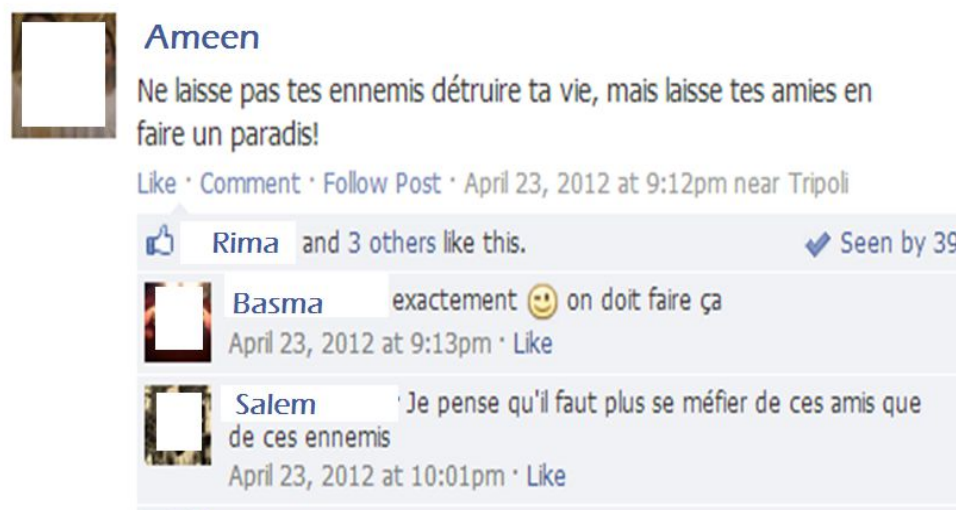 Ameen
Ne laisse pas tes ennemis détruire ta vie, mais laisse tes amies en
faire un paradis!
Like · Comment · Follow Post · April 23, 2012 at 9:12pm near Tripoli
Rima and 3 others like this. Seen by 39
Basma exactement on doit faire ça
April 23, 2012 at 9:13pm · Like
Salem Je pense qu'il faut plus se méfier de ces amis que
de ces ennemis
April 23, 2012 at 10:01pm · Like